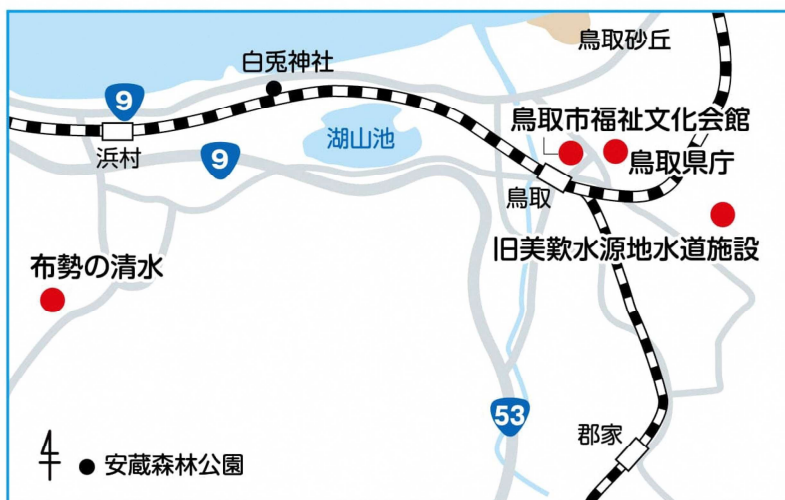 鳥取砂丘
白兎神社
9
鳥取市福祉文化会館
浜村
湖山池
9
鳥取県庁
鳥取
旧美歎水源地水道施設
布勢の清水
53
郡家
安蔵森林公園